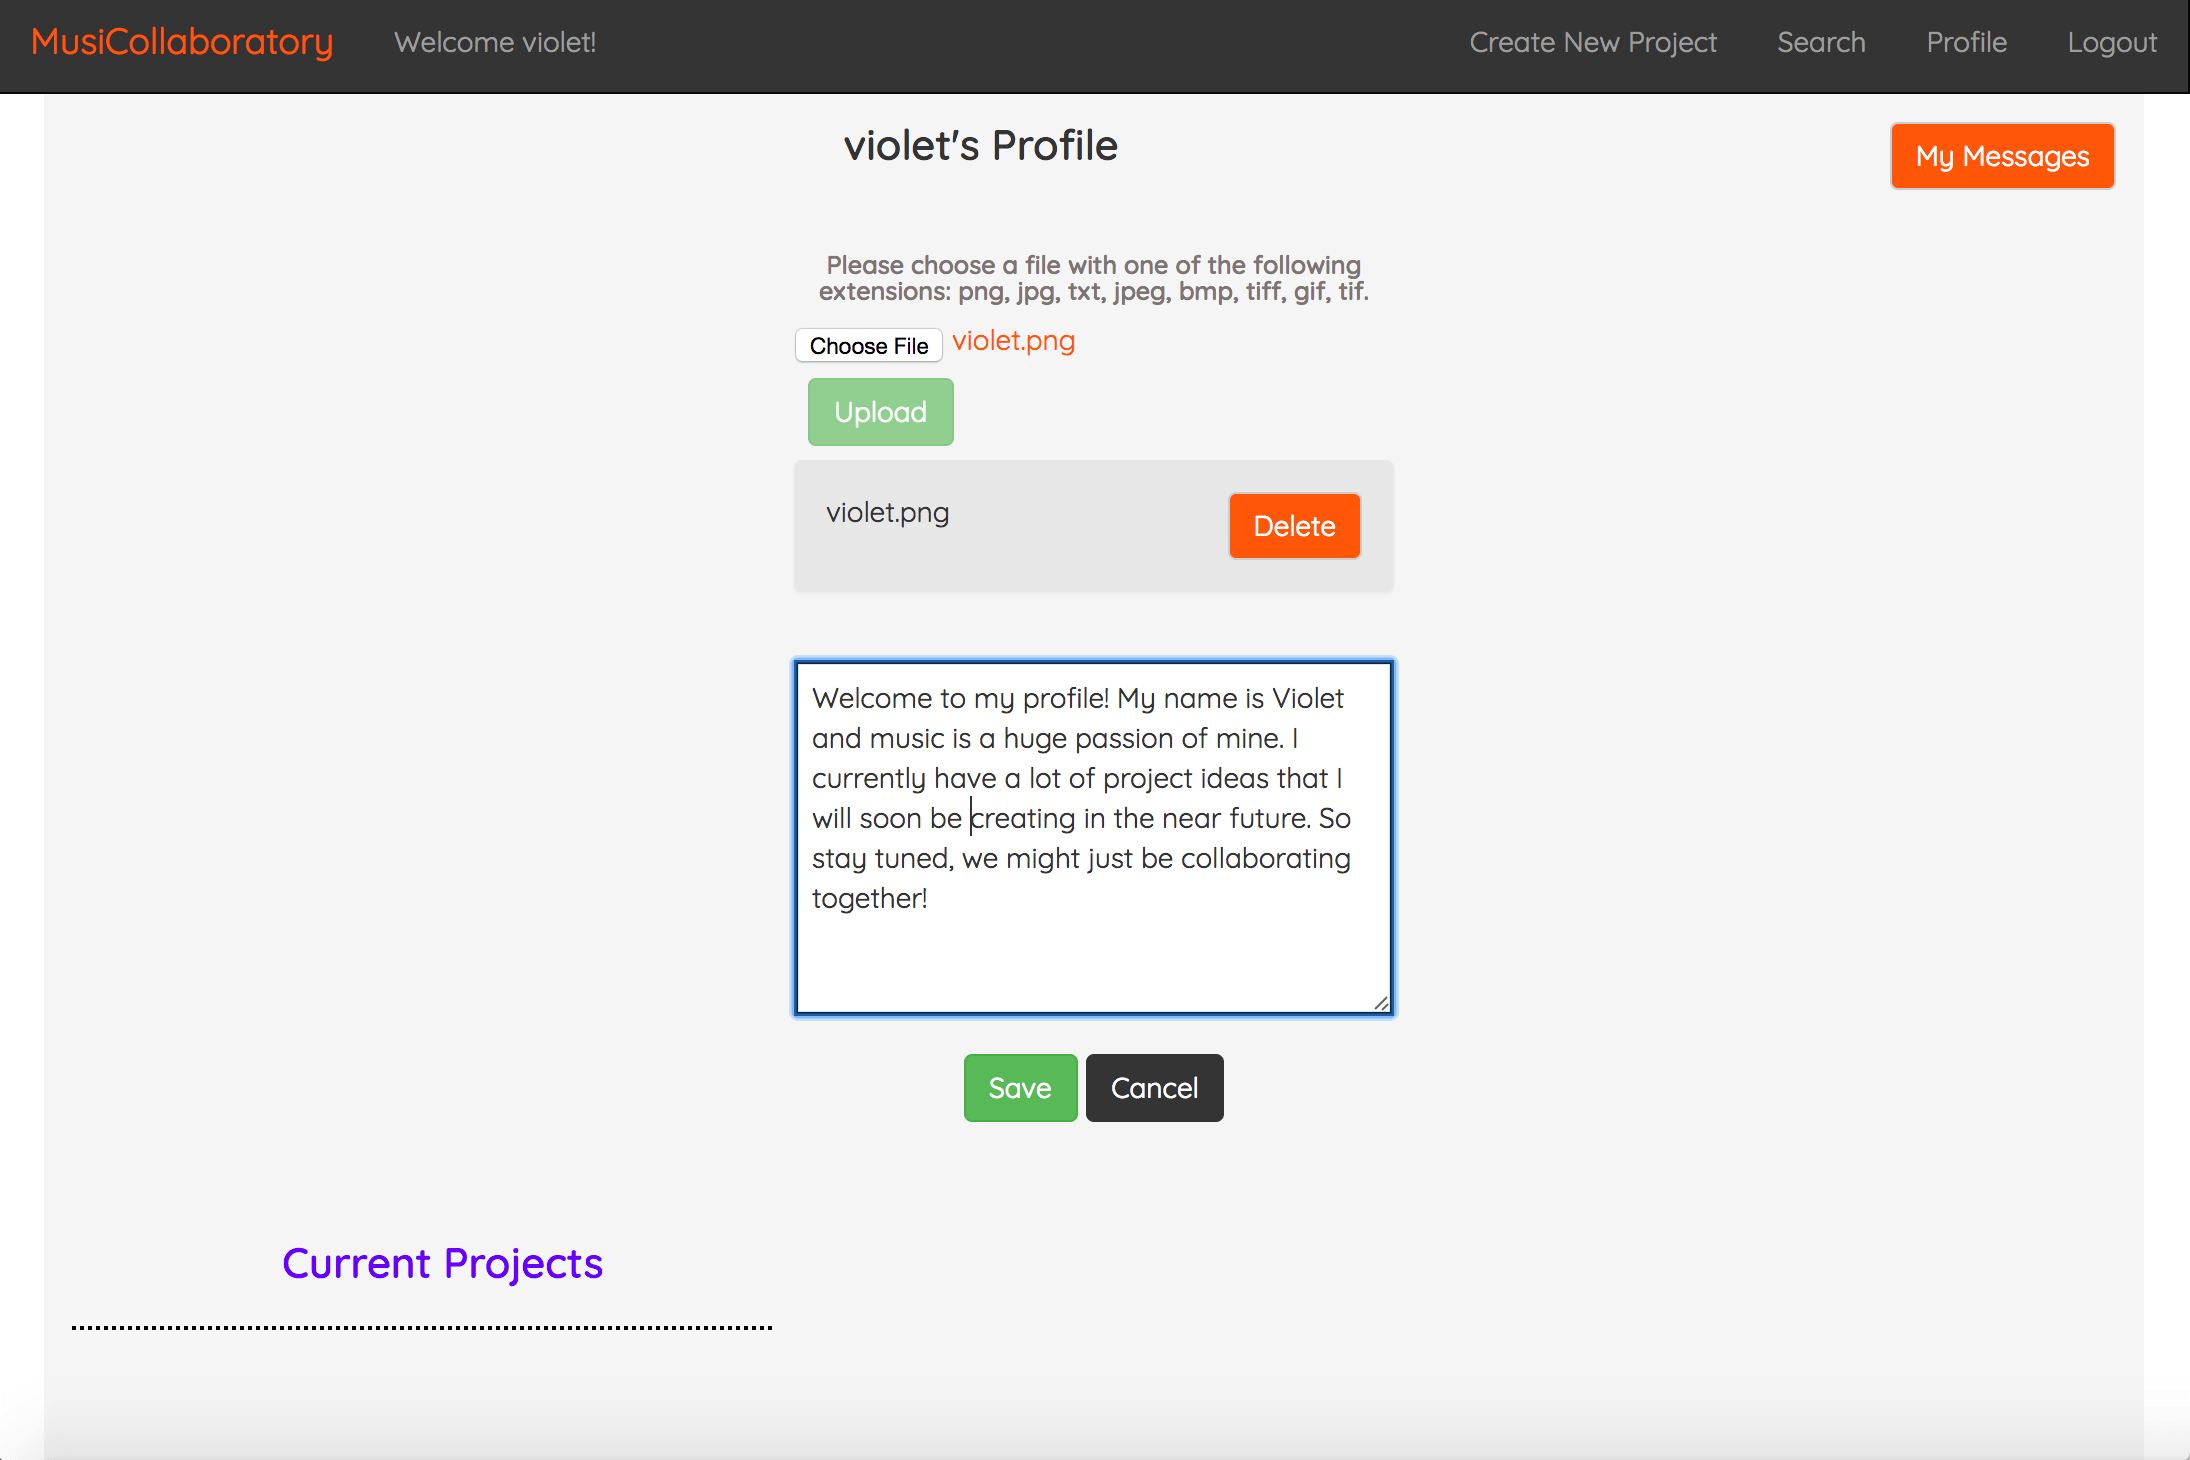 MusiCollaboratory Welcome violet! Create New Project Search Profile Logout
violet's Profile
My Messages
Please choose a file with one of the following
extensions: png, jpg, txt, jpeg, bmp, tiff, gif, tif.
Choose File violet.png
Upload
violet.png Delete
Welcome to my profile! My name is Violet
and music is a huge passion of mine. I
currently have a lot of project ideas that I
will soon be creating in the near future. So
stay tuned, we might just be collaborating
together!
Save Cancel
Current Projects